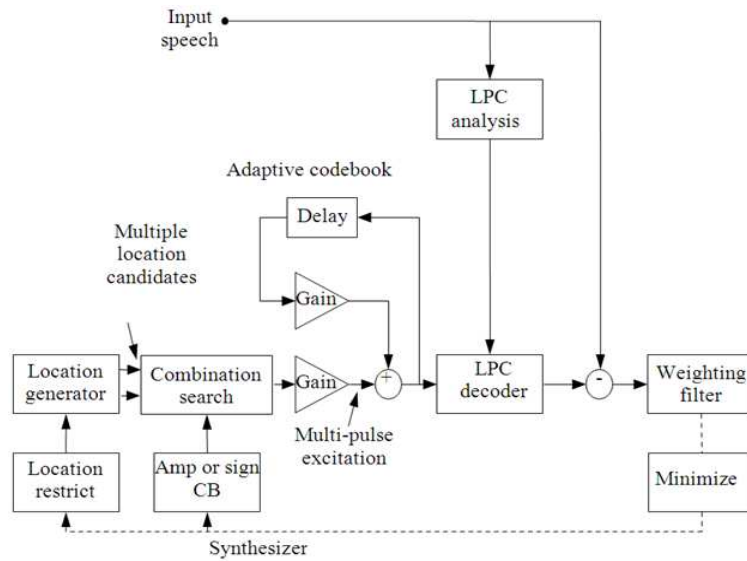 Input
speech
LPC
analysis
Adaptive codebook
Delay
Multiple
location
candidates
Gain
Location
generator
Combination
search
Gain
+
LPC
decoder
-
Weighting
filter
Multi-pulse
excitation
Location
restrict
Amp or sign
CB
Minimize
Synthesizer